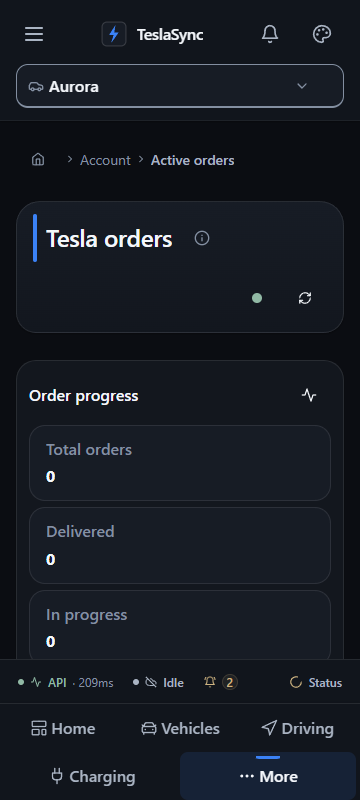 TeslaSync
Aurora
Account Active orders
Tesla orders
Order progress
Total orders
0
Delivered
0
In progress
0
API · 209ms Idle 2 Status
Home Vehicles Driving
Charging More